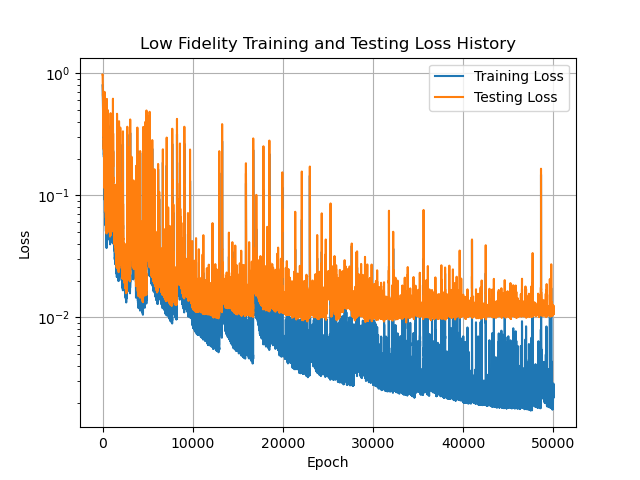 Low Fidelity Training and Testing Loss History
Training Loss
Testing Loss
10^0
10^-1
10^-2
Loss
0 10000 20000 30000 40000 50000
Epoch